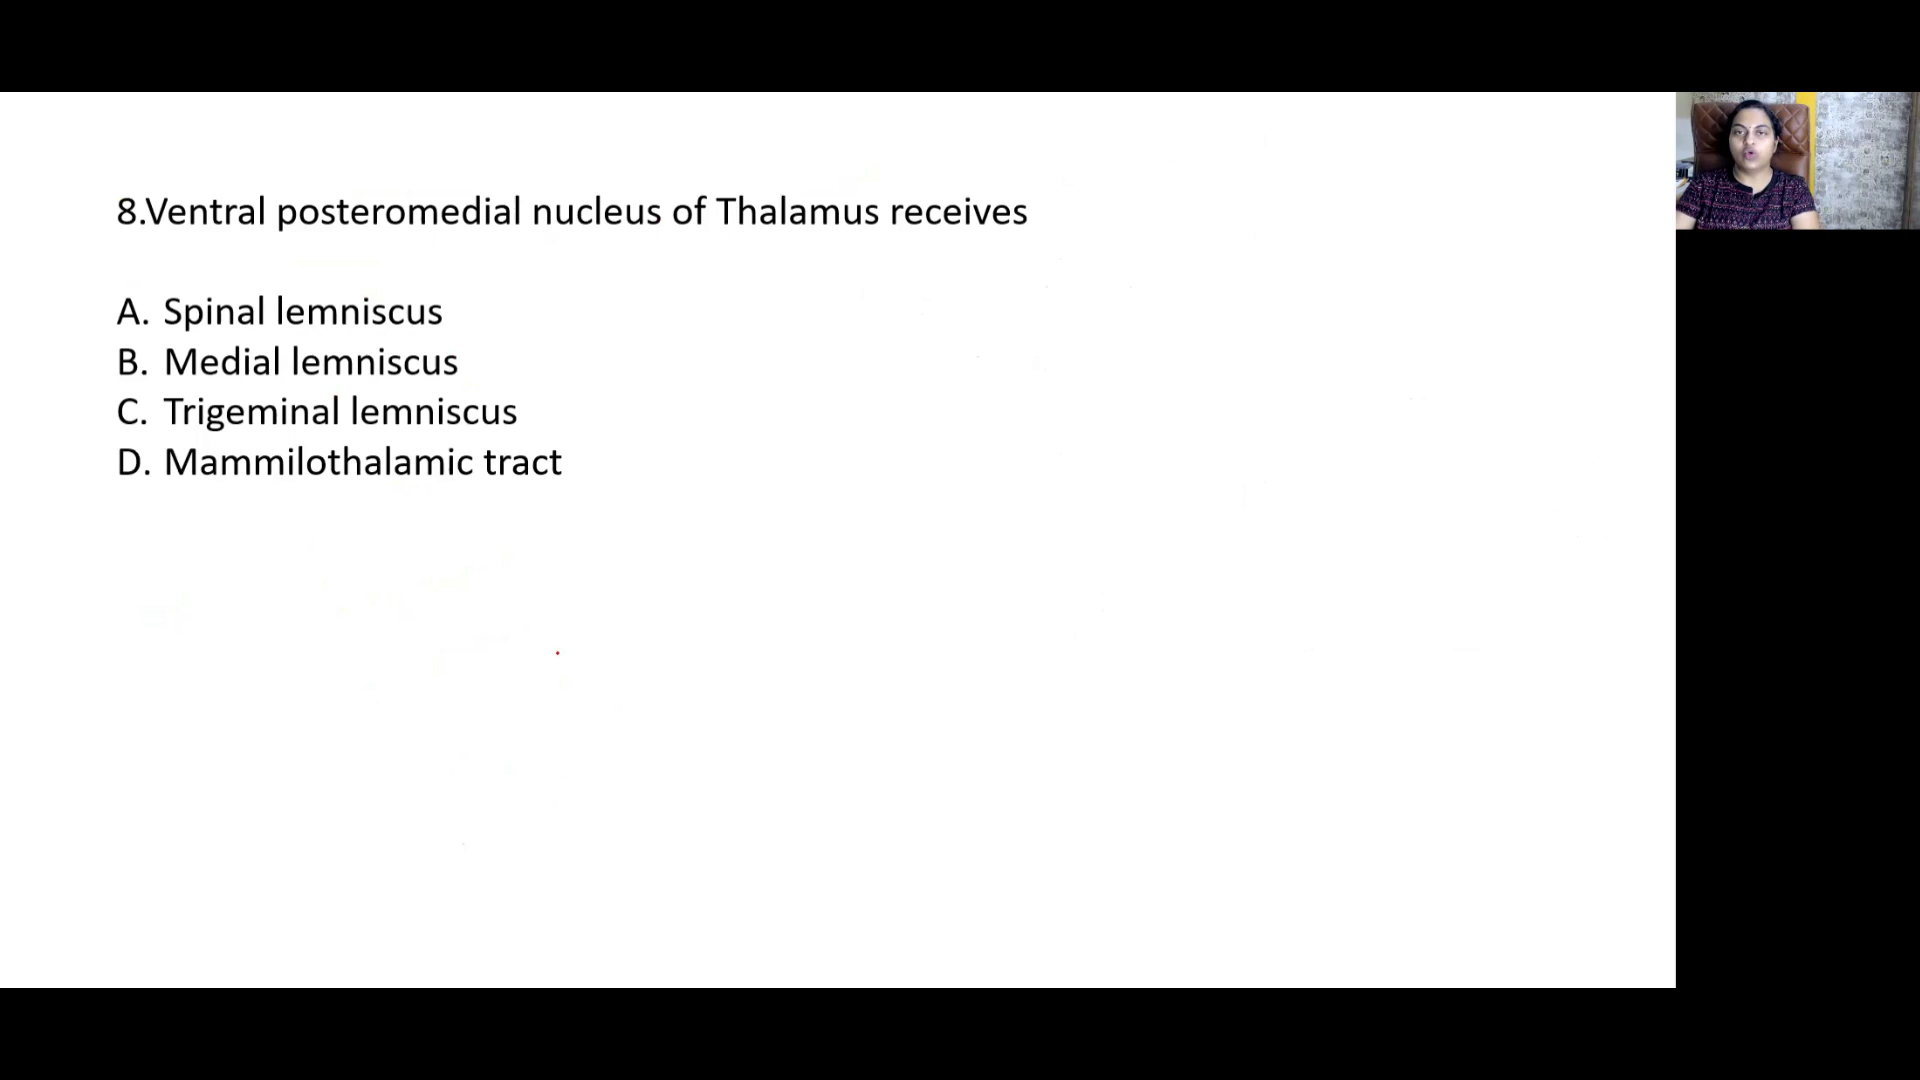 8.Ventral posteromedial nucleus of Thalamus receives
A. Spinal lemniscus
B. Medial lemniscus
C. Trigeminal lemniscus
D. Mammilothalamic tract